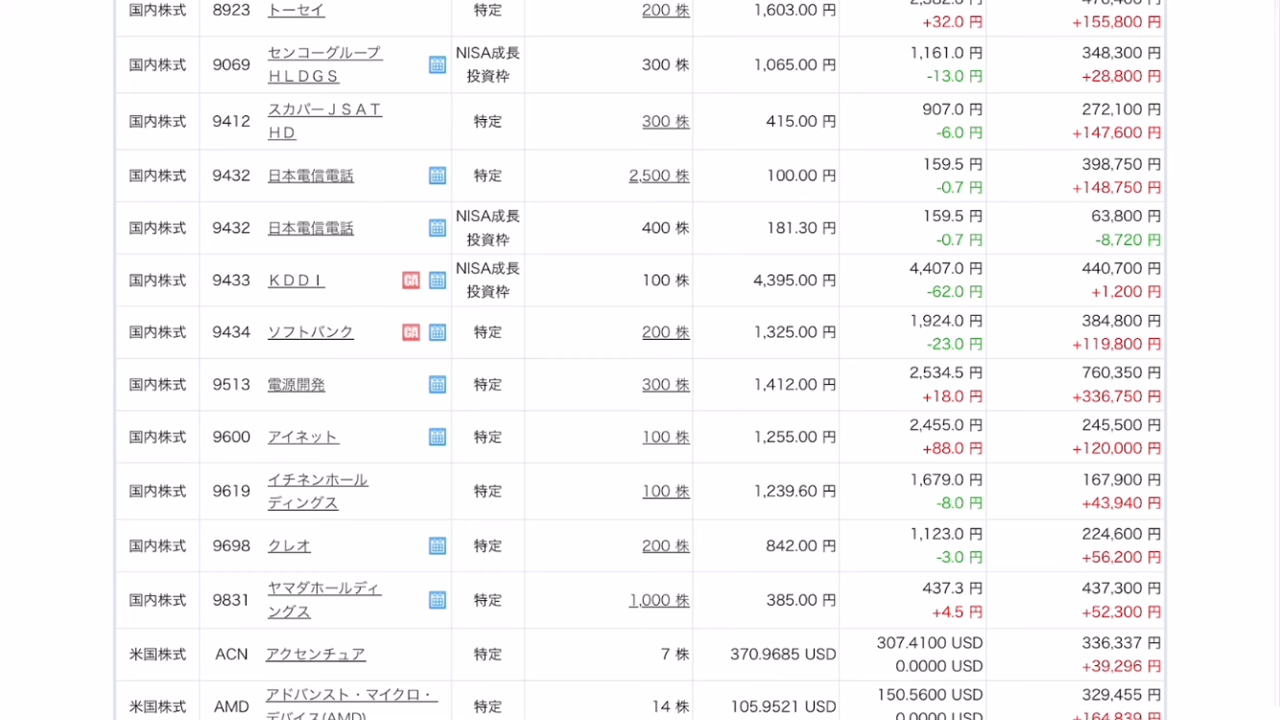 国内株式 8923 トーセイ 特定 200 株 1,603.00 円 +32.0 円 +155,800 円
国内株式 9069 センコーグループ NISA成長 300 株 1,065.00 円 1,161.0 円 348,300 円
ＨＬＤＧＳ 投資枠 -13.0 円 +28,800 円
国内株式 9412 スカパーＪＳＡＴ 特定 300 株 415.00 円 907.0 円 272,100 円
ＨＤ -6.0 円 +147,600 円
国内株式 9432 日本電信電話 特定 2,500 株 100.00 円 159.5 円 398,750 円
-0.7 円 +148,750 円
国内株式 9432 日本電信電話 NISA成長 400 株 181.30 円 159.5 円 63,800 円
投資枠 -0.7 円 -8,720 円
国内株式 9433 ＫＤＤＩ CA NISA成長 100 株 4,395.00 円 4,407.0 円 440,700 円
投資枠 -62.0 円 +1,200 円
国内株式 9434 ソフトバンク CA 特定 200 株 1,325.00 円 1,924.0 円 384,800 円
-23.0 円 +119,800 円
国内株式 9513 電源開発 特定 300 株 1,412.00 円 2,534.5 円 760,350 円
+18.0 円 +336,750 円
国内株式 9600 アイネット 特定 100 株 1,255.00 円 2,455.0 円 245,500 円
+88.0 円 +120,000 円
国内株式 9619 イチネンホール 特定 100 株 1,239.60 円 1,679.0 円 167,900 円
ディングス -8.0 円 +43,940 円
国内株式 9698 クレオ 特定 200 株 842.00 円 1,123.0 円 224,600 円
-3.0 円 +56,200 円
国内株式 9831 ヤマダホールディ 特定 1,000 株 385.00 円 437.3 円 437,300 円
ングス +4.5 円 +52,300 円
米国株式 ACN アクセンチュア 特定 7 株 370.9685 USD 307.4100 USD 336,337 円
0.0000 USD +39,296 円
米国株式 AMD アドバンスト・マイクロ・ 特定 14 株 105.9521 USD 150.5600 USD 329,455 円
デバイス(AMD) 0.0000 USD +164,839 円